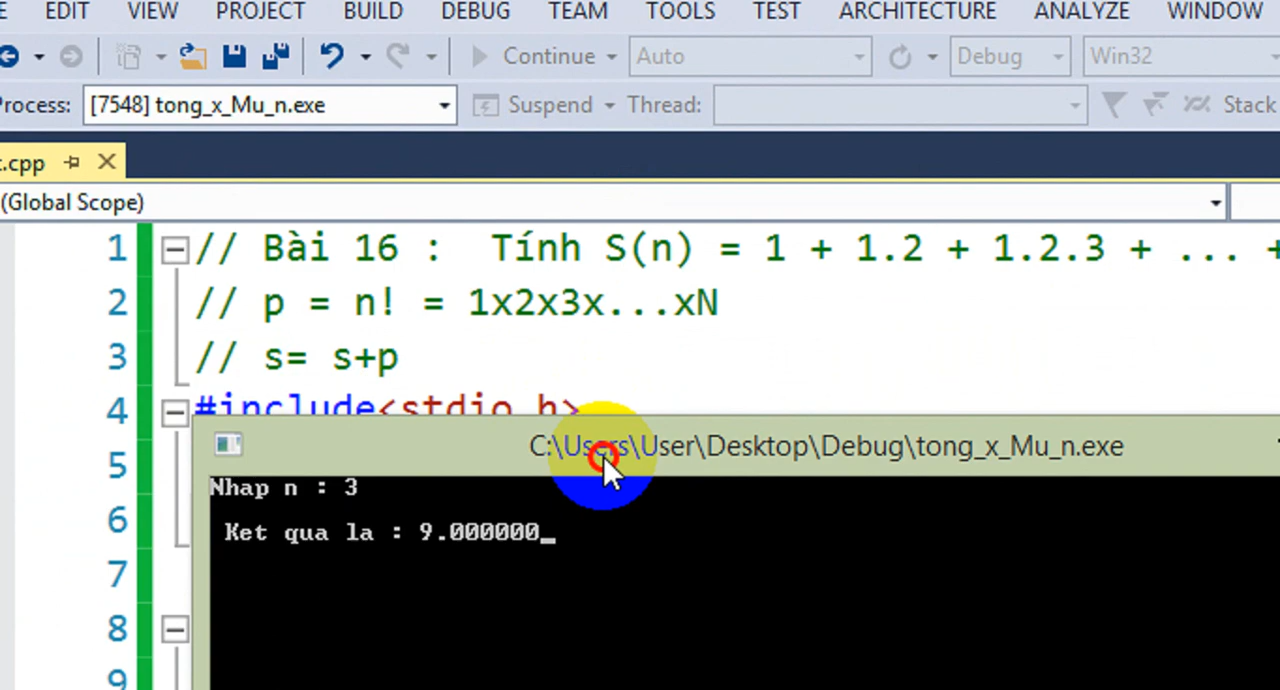 EDIT VIEW PROJECT BUILD DEBUG TEAM TOOLS TEST ARCHITECTURE ANALYZE WINDOW
Continue Auto Debug Win32
Process: [7548] tong_x_Mu_n.exe Suspend Thread: Stack
t.cpp
(Global Scope)
1 // Bài 16 : Tính S(n) = 1 + 1.2 + 1.2.3 + ... +
2 // p = n! = 1x2x3x...xN
3 // s= s+p
4 #include<stdio.h>
C:\Users\User\Desktop\Debug\tong_x_Mu_n.exe
5
Nhap n : 3
6
Ket qua la : 9.000000_
7
8
9